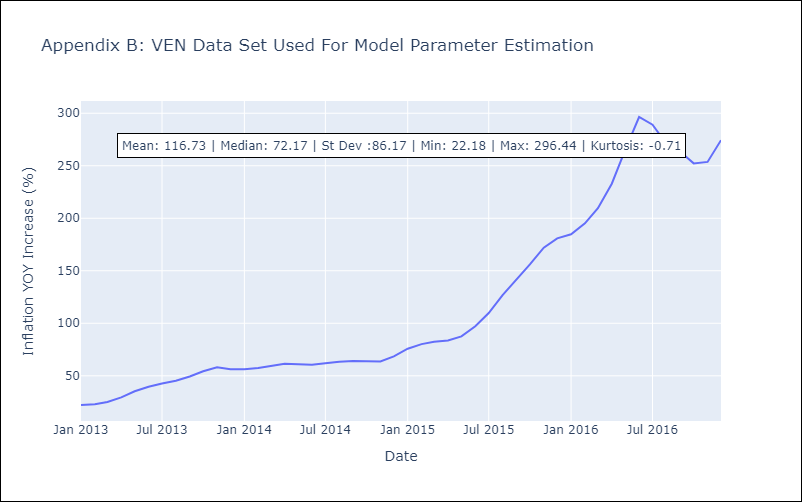 Appendix B: VEN Data Set Used For Model Parameter Estimation
300
Mean: 116.73 | Median: 72.17 | St Dev :86.17 | Min: 22.18 | Max: 296.44 | Kurtosis: -0.71
250
200
150
100
50
Inflation YOY Increase (%)
Jan 2013
Jul 2013
Jan 2014
Jul 2014
Jan 2015
Jul 2015
Jan 2016
Jul 2016
Date